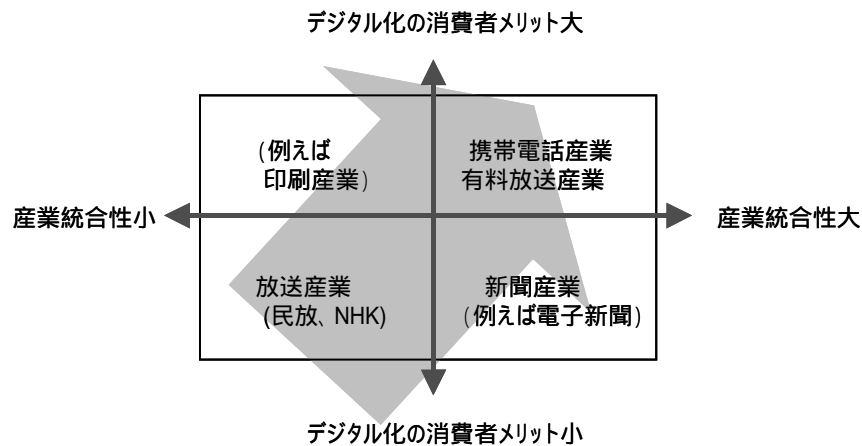 デジタル化の消費者メリット大
(例えば
印刷産業)
携帯電話産業
有料放送産業
産業統合性小
産業統合性大
放送産業
(民放、NHK)
新聞産業
(例えば電子新聞)
デジタル化の消費者メリット小